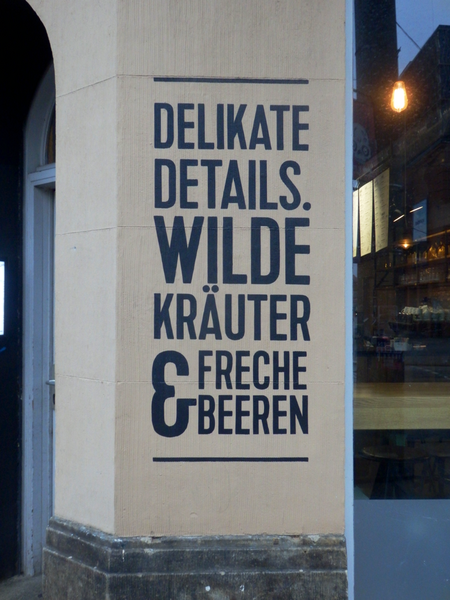 DELIKATE
DETAILS.
WILDE
KRÄUTER
& FRECHE
BEEREN